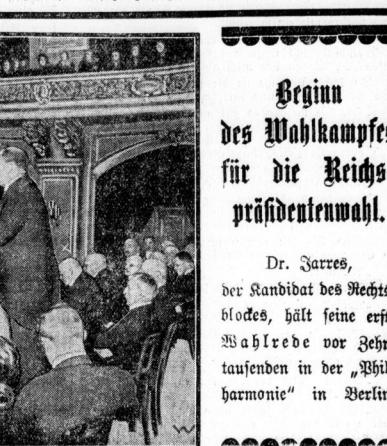 Beginn
des Wahlkampfes
für die Reichs
präsidentenwahl.
Dr. Jarres,
der Kandidat des Rechts
blockes, hält seine erst
Wahlrede vor Zehn
tausenden in der „Phil
harmonie“ in Berlin